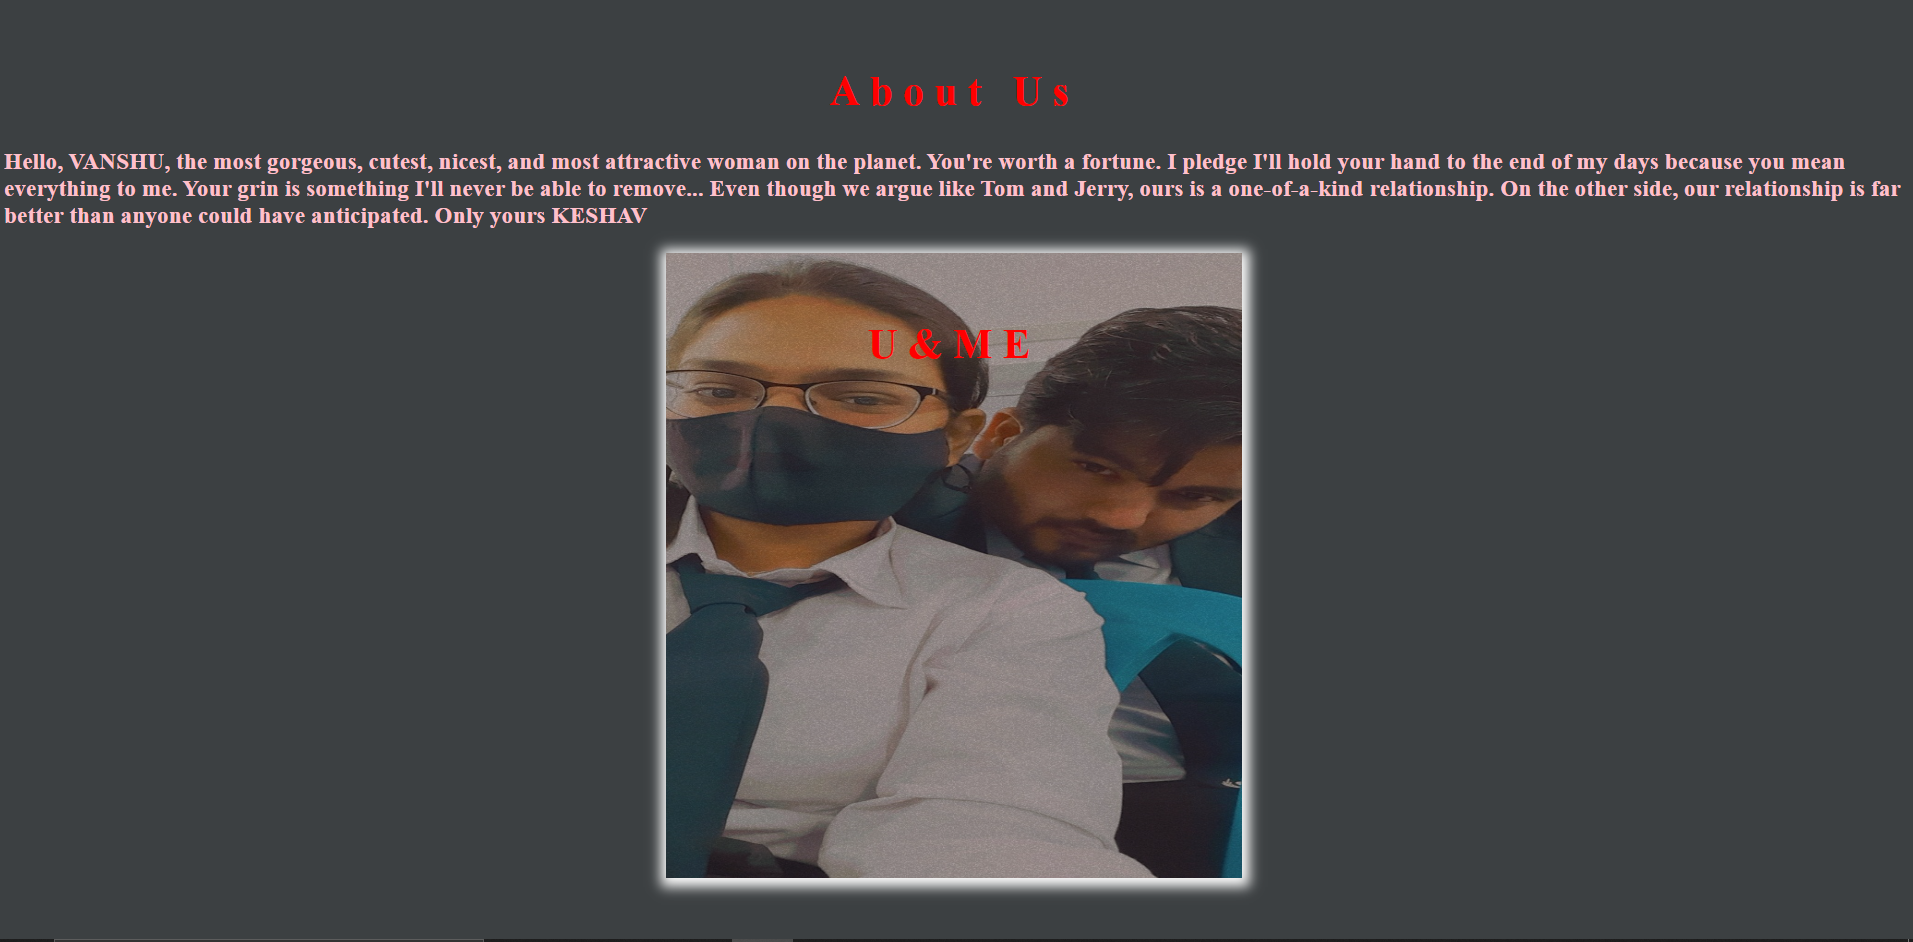 About Us
Hello, VANSHU, the most gorgeous, cutest, nicest, and most attractive woman on the planet. You're worth a fortune. I pledge I'll hold your hand to the end of my days because you mean
everything to me. Your grin is something I'll never be able to remove... Even though we argue like Tom and Jerry, ours is a one-of-a-kind relationship. On the other side, our relationship is far
better than anyone could have anticipated. Only yours KESHAV
U&ME